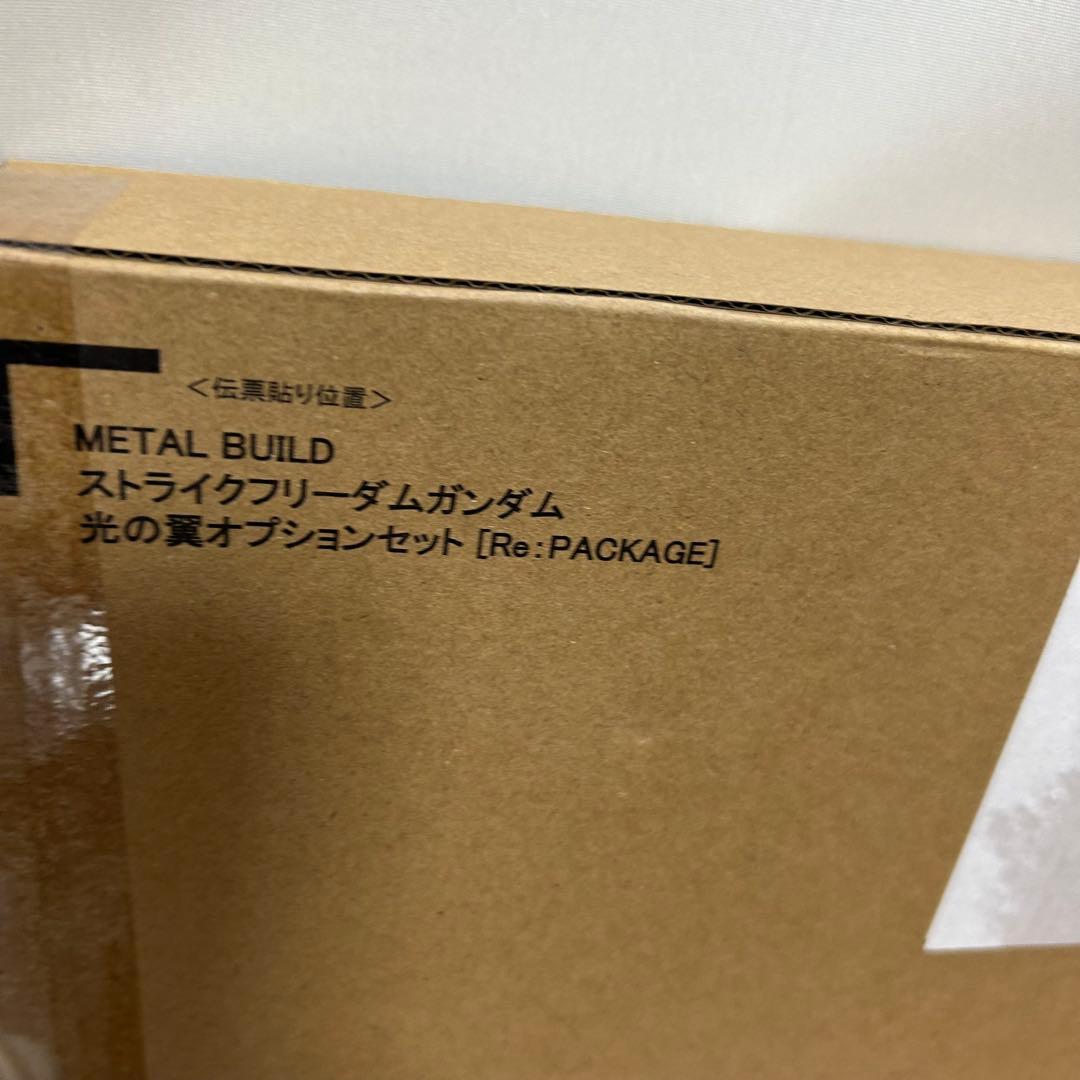 <伝票貼り位置>
METAL BUILD
ストライクフリーダムガンダム
光の翼オプションセット [Re:PACKAGE]